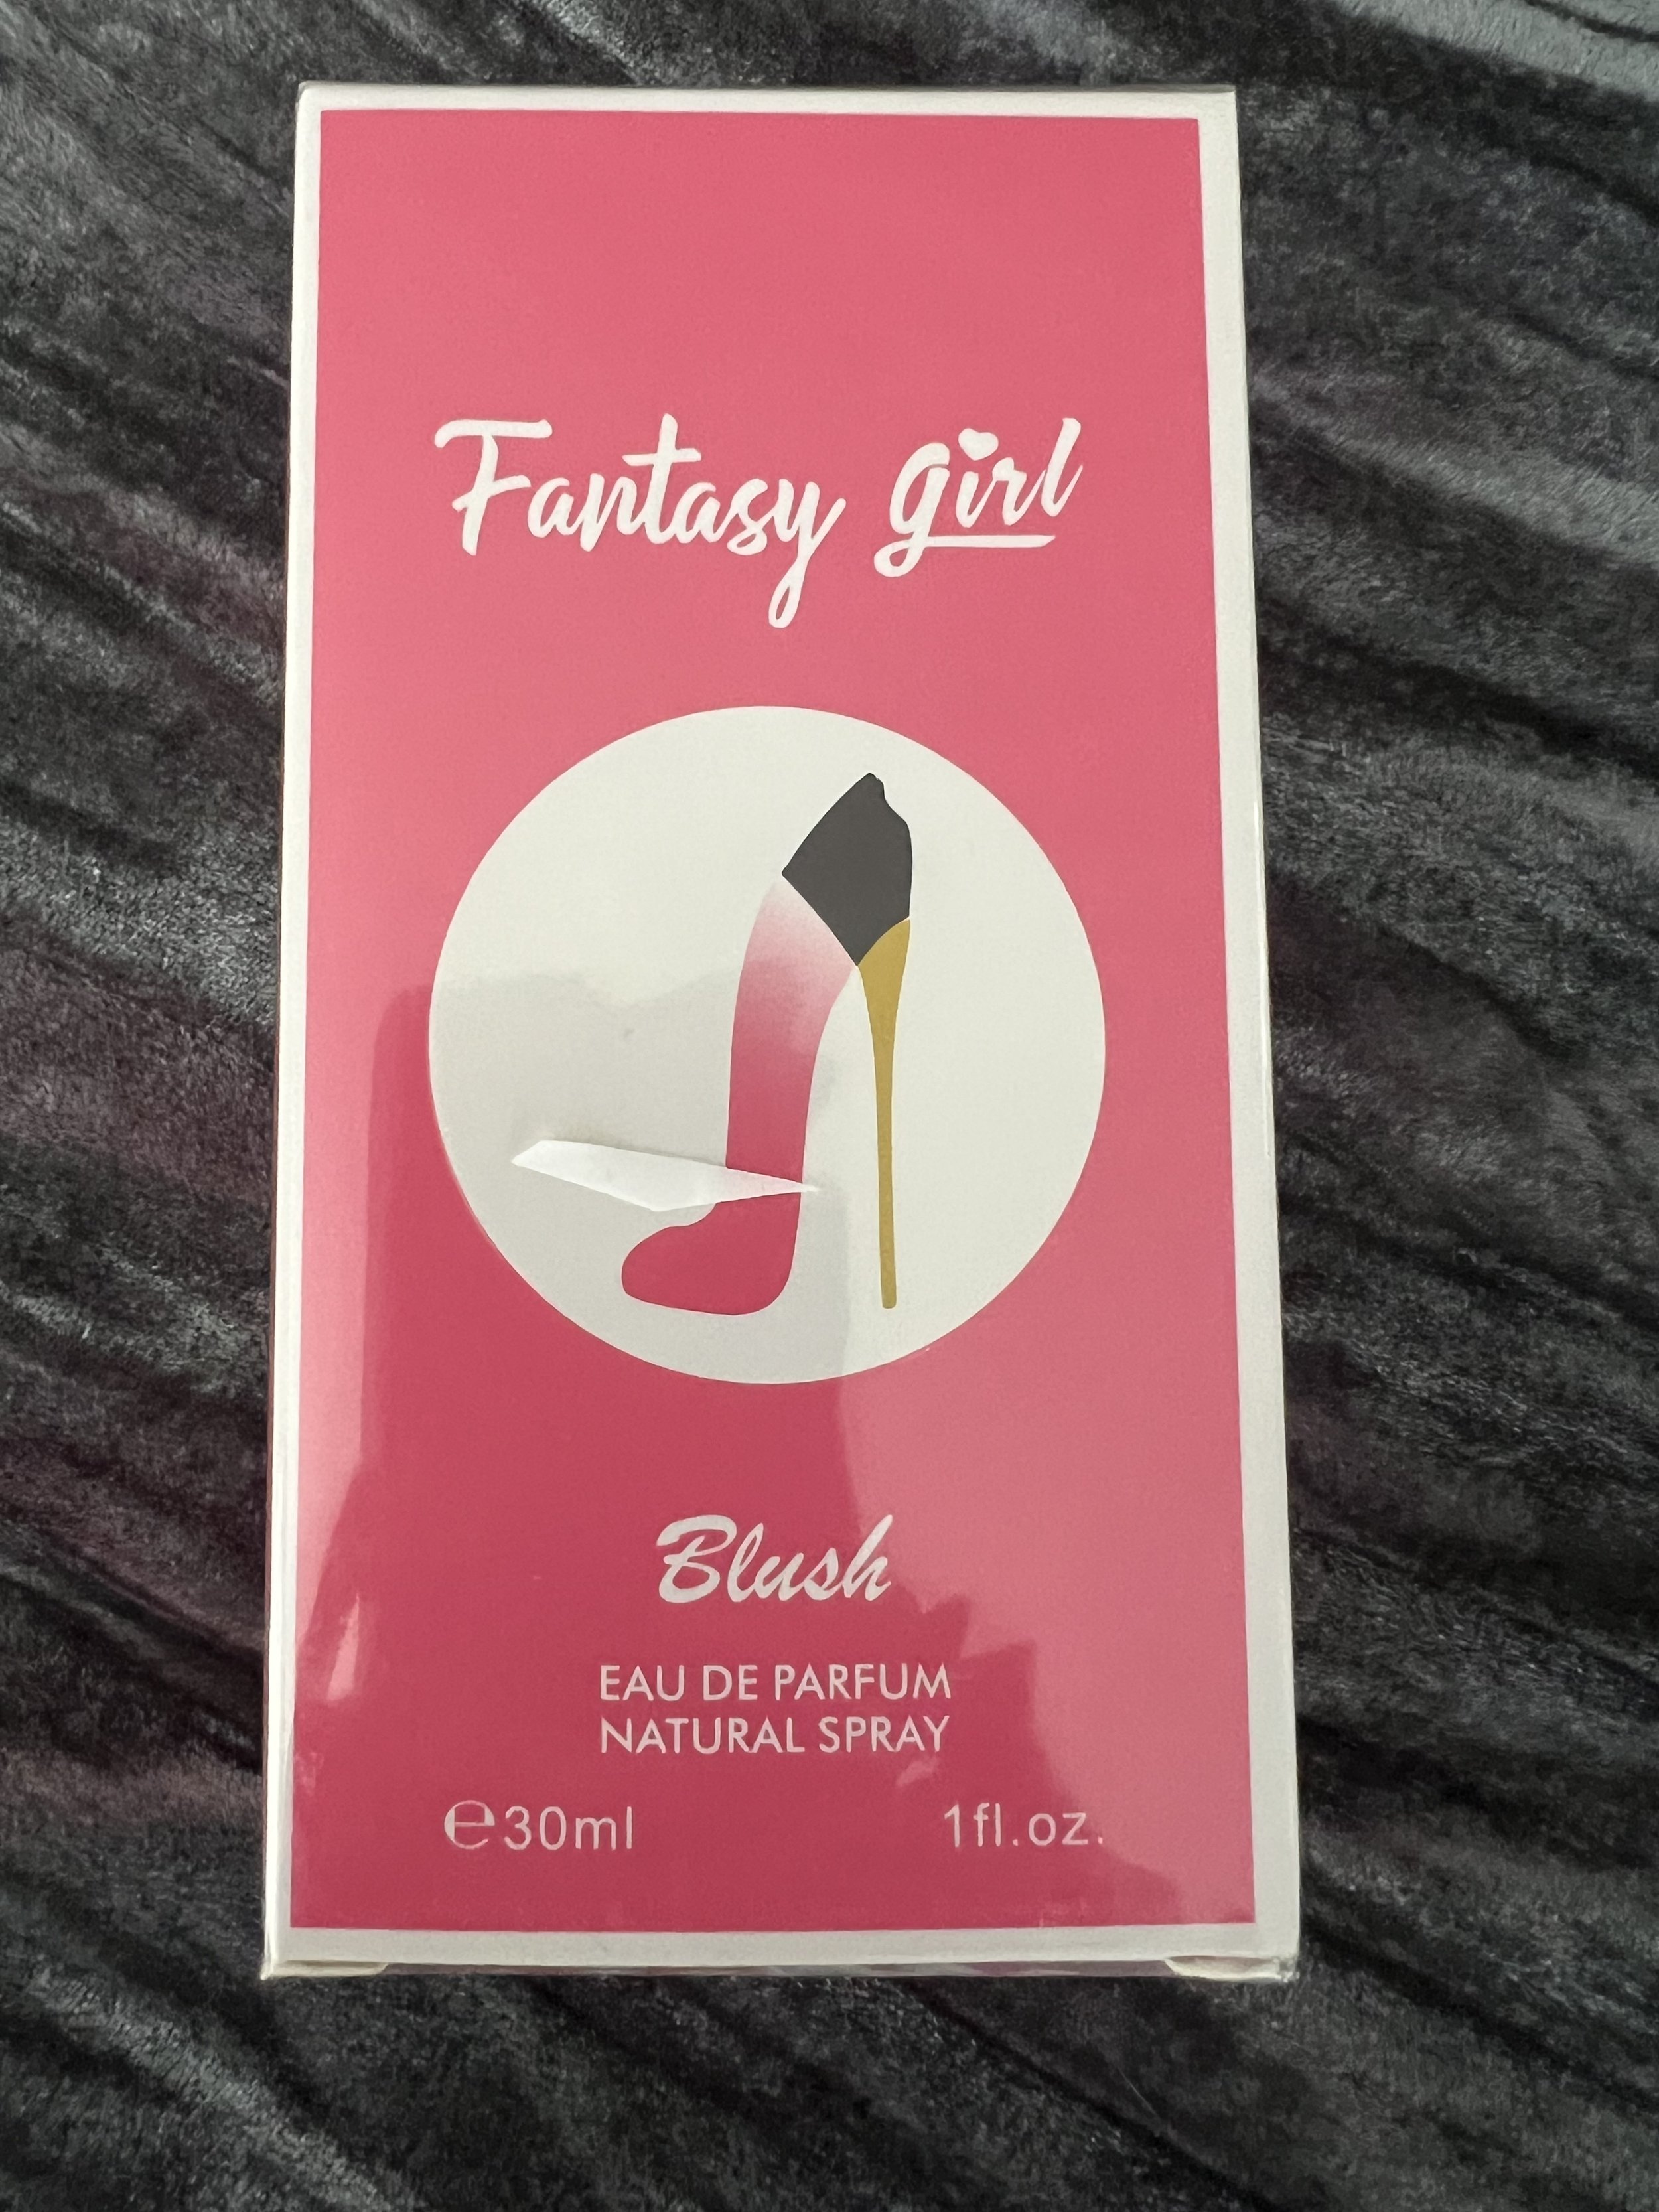 Fantasy girl
Blush
EAU DE PARFUM
NATURAL SPRAY
℮30ml 1fl.oz.